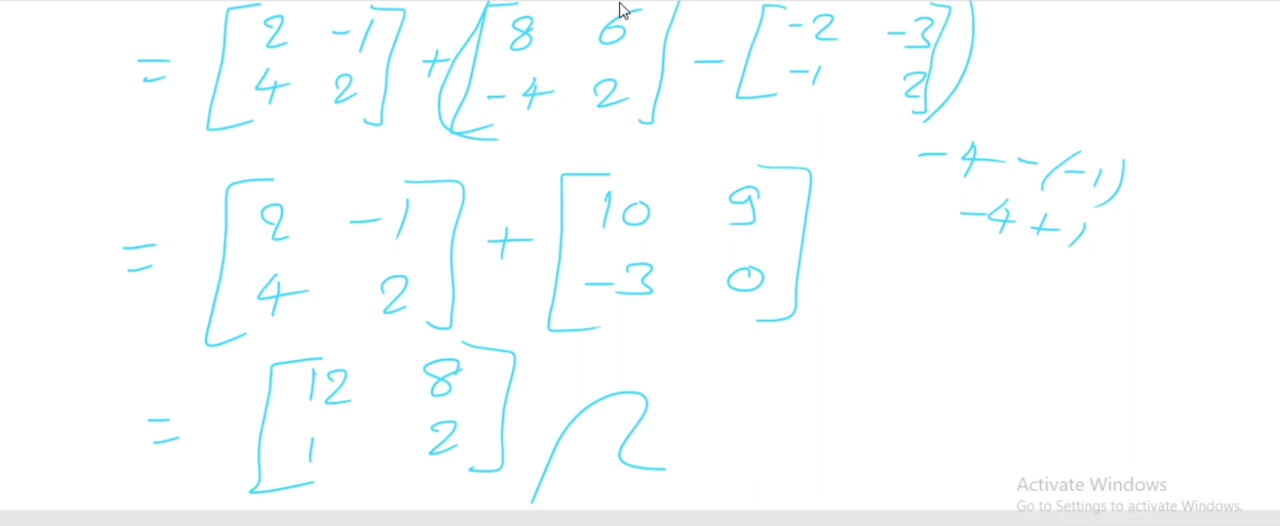 = [ 2 -1
4 2 ] + ( [ 8 6
-4 2 ] - [ -2 -3
-1 2 ] )
-4 - (-1)
-4 + 1
= [ 2 -1
4 2 ] + [ 10 9
-3 0 ]
= [ 12 8
1 2 ]
Activate Windows
Go to Settings to activate Windows.